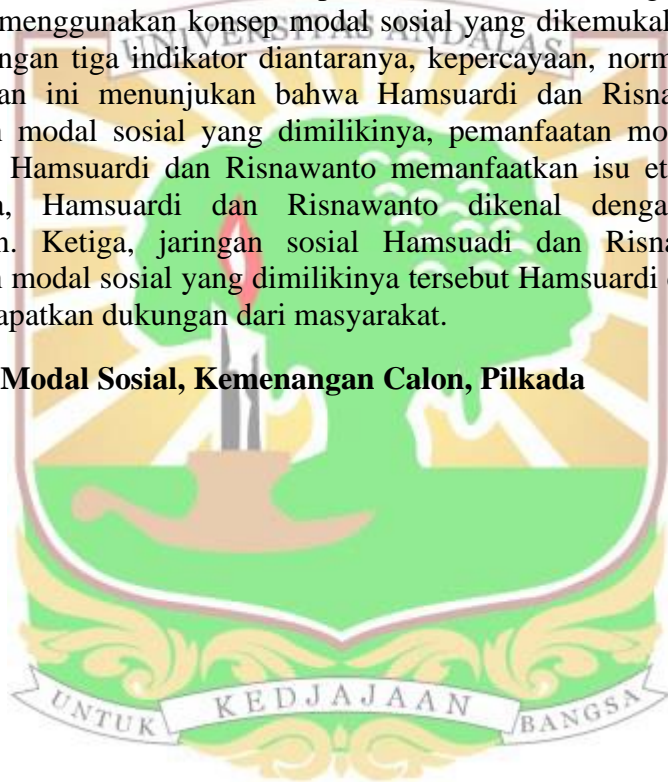 menggunakan konsep modal sosial yang dikemukal
UNIVERSITAS ANDALAS
ngan tiga indikator diantaranya, kepercayaan, norm
an ini menunjukan bahwa Hamsuardi dan Risna
n modal sosial yang dimilikinya, pemanfaatan mo
Hamsuardi dan Risnawanto memanfaatkan isu et
a, Hamsuardi dan Risnawanto dikenal denga
n. Ketiga, jaringan sosial Hamsuadi dan Risna
n modal sosial yang dimilikinya tersebut Hamsuardi
apatkan dukungan dari masyarakat.
Modal Sosial, Kemenangan Calon, Pilkada
UNTUK KEDJAJAAN BANGSA